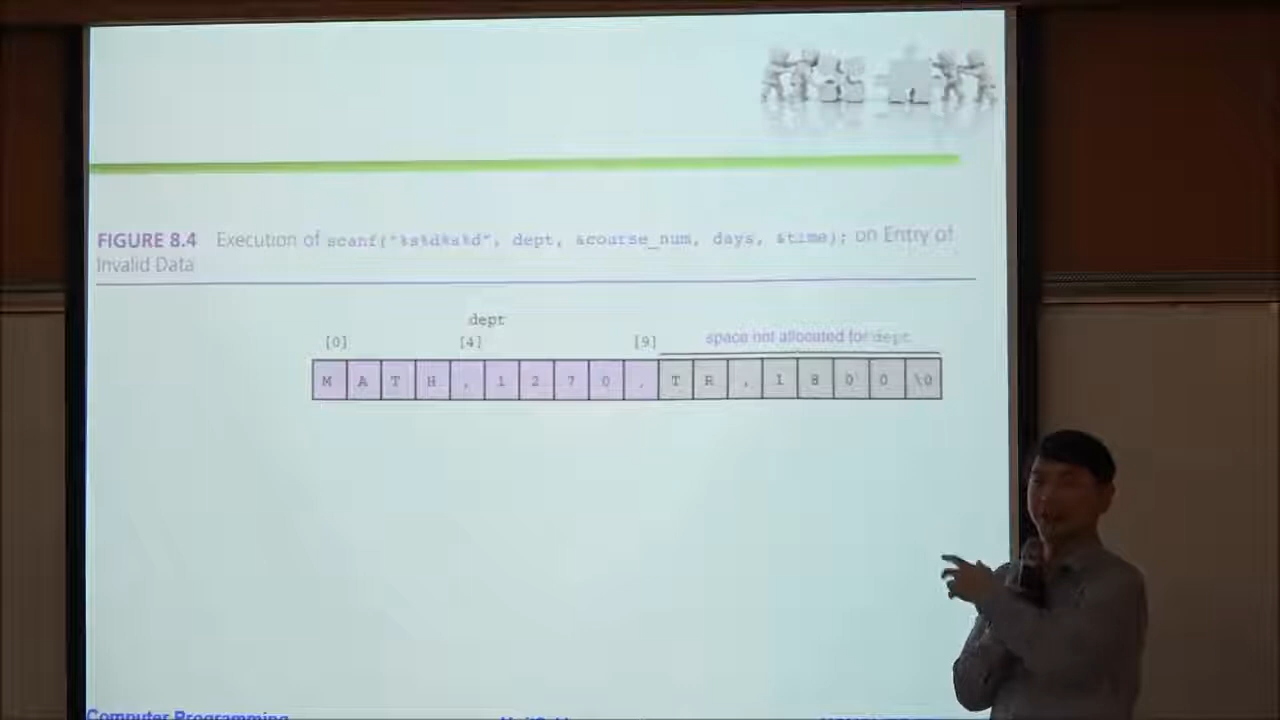 FIGURE 8.4 Execution of scanf("%s%d%s%d", dept, &course_num, days, &time); on Entry of
Invalid Data
dept
[0] [4] [9] space not allocated for dept
M A T H , 1 2 7 0 , T R , 1 8 0 0 \0
Computer Programming